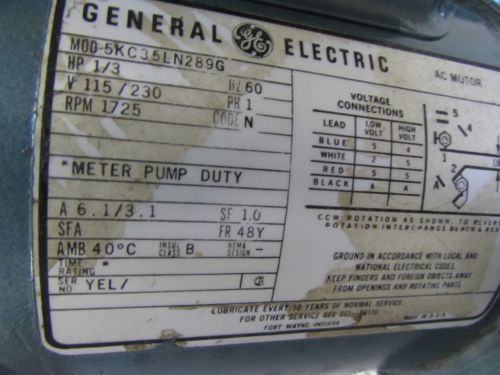 GENERAL GE ELECTRIC
AC MOTOR
MOD-5KC35LN289G
HP 1/3 HZ 60
V 115/230 PH 1
RPM 1725 CODE N
*METER PUMP DUTY
A 6.1/3.1 SF 1.0
SFA FR 48Y
AMB 40°C INSUL CLASS B NEMA DESIGN -
TIME RATING *
SER NO YEL/
VOLTAGE CONNECTIONS
LEAD LOW VOLT HIGH VOLT
BLUE 5 4
WHITE 2 5
RED 5 5
BLACK A A
5
4
1
2
A
CCW ROTATION AS SHOWN, TO REVERSE
ROTATION INTERCHANGE
GROUND IN ACCORDANCE WITH LOCAL AND
NATIONAL ELECTRICAL CODES.
KEEP FINGERS AND FOREIGN OBJECTS AWAY
FROM OPENINGS AND ROTATING PARTS.
LUBRICATE EVERY 10 YEARS OF NORMAL SERVICE
FOR OTHER SERVICE SEE
FORT WAYNE, INDIANA
MADE IN U.S.A.